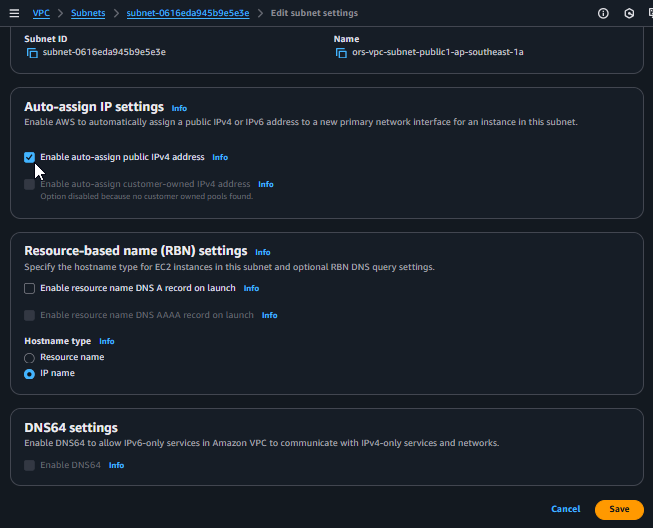 VPC > Subnets > subnet-0616eda945b9e5e3e > Edit subnet settings
Subnet ID
subnet-0616eda945b9e5e3e
Name
ors-vpc-subnet-public1-ap-southeast-1a
Auto-assign IP settings Info
Enable AWS to automatically assign a public IPv4 or IPv6 address to a new primary network interface for an instance in this subnet.
Enable auto-assign public IPv4 address Info
Enable auto-assign customer-owned IPv4 address Info
Option disabled because no customer owned pools found.
Resource-based name (RBN) settings Info
Specify the hostname type for EC2 instances in this subnet and optional RBN DNS query settings.
Enable resource name DNS A record on launch Info
Enable resource name DNS AAAA record on launch Info
Hostname type Info
Resource name
IP name
DNS64 settings
Enable DNS64 to allow IPv6-only services in Amazon VPC to communicate with IPv4-only services and networks.
Enable DNS64 Info
Cancel Save